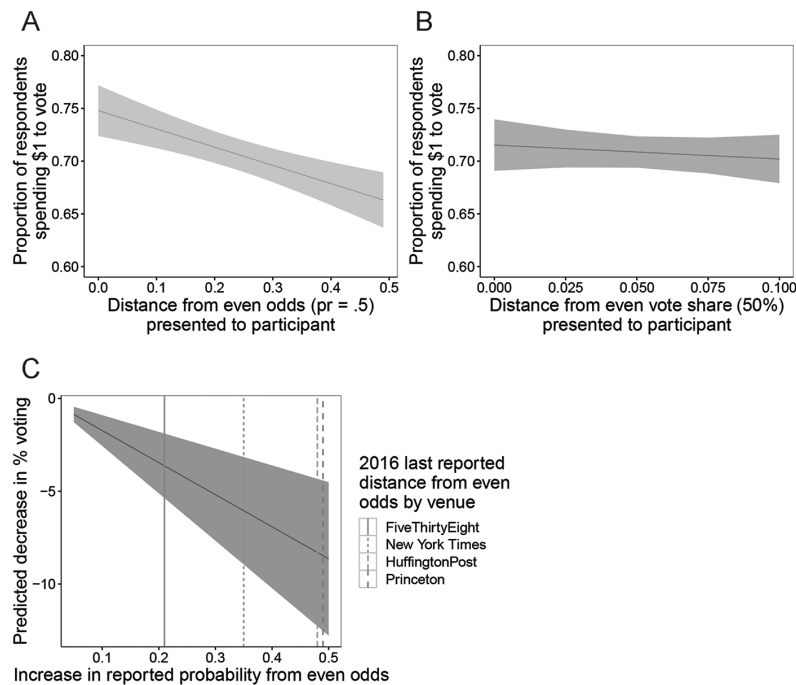 A
Proportion of respondents
spending $1 to vote
0.80
0.75
0.70
0.65
0.60
0.0 0.1 0.2 0.3 0.4 0.5
Distance from even odds (pr = .5)
presented to participant
B
Proportion of respondents
spending $1 to vote
0.80
0.75
0.70
0.65
0.60
0.000 0.025 0.050 0.075 0.100
Distance from even vote share (50%)
presented to participant
C
Predicted decrease in % voting
0
−5
−10
0.1 0.2 0.3 0.4 0.5
Increase in reported probability from even odds
2016 last reported
distance from even
odds by venue
FiveThirtyEight
New York Times
HuffingtonPost
Princeton